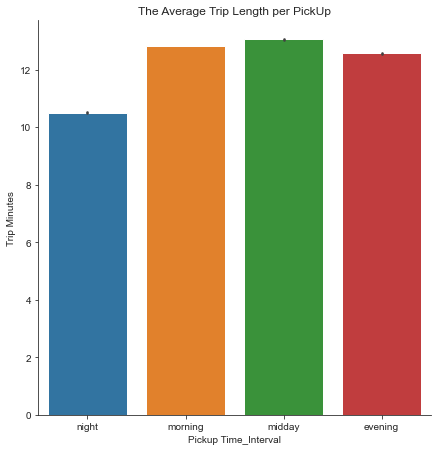 The Average Trip Length per PickUp
Trip Minutes
12
10
8
6
4
2
0
night morning midday evening
Pickup Time_Interval